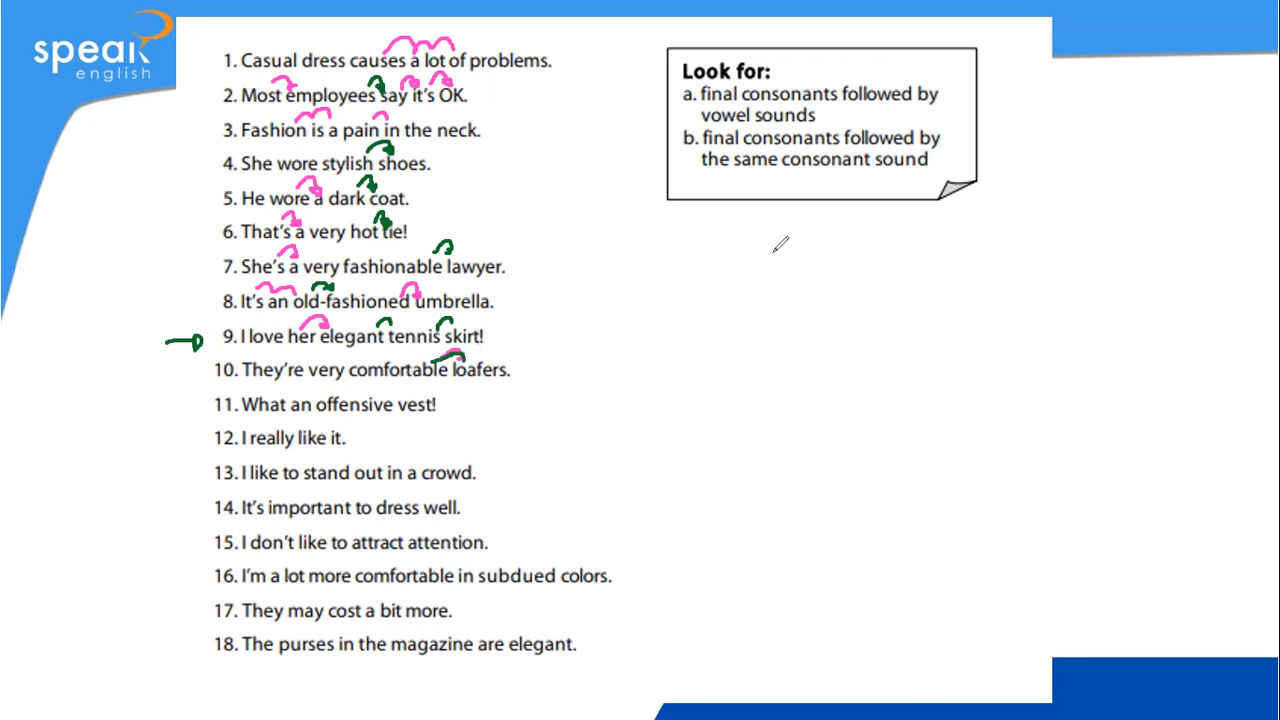 speak
english
1. Casual dress causes a lot of problems.
2. Most employees say it's OK.
3. Fashion is a pain in the neck.
4. She wore stylish shoes.
5. He wore a dark coat.
6. That's a very hot tie!
7. She's a very fashionable lawyer.
8. It's an old-fashioned umbrella.
9. I love her elegant tennis skirt!
10. They're very comfortable loafers.
11. What an offensive vest!
12. I really like it.
13. I like to stand out in a crowd.
14. It's important to dress well.
15. I don't like to attract attention.
16. I'm a lot more comfortable in subdued colors.
17. They may cost a bit more.
18. The purses in the magazine are elegant.
Look for:
a. final consonants followed by
vowel sounds
b. final consonants followed by
the same consonant sound